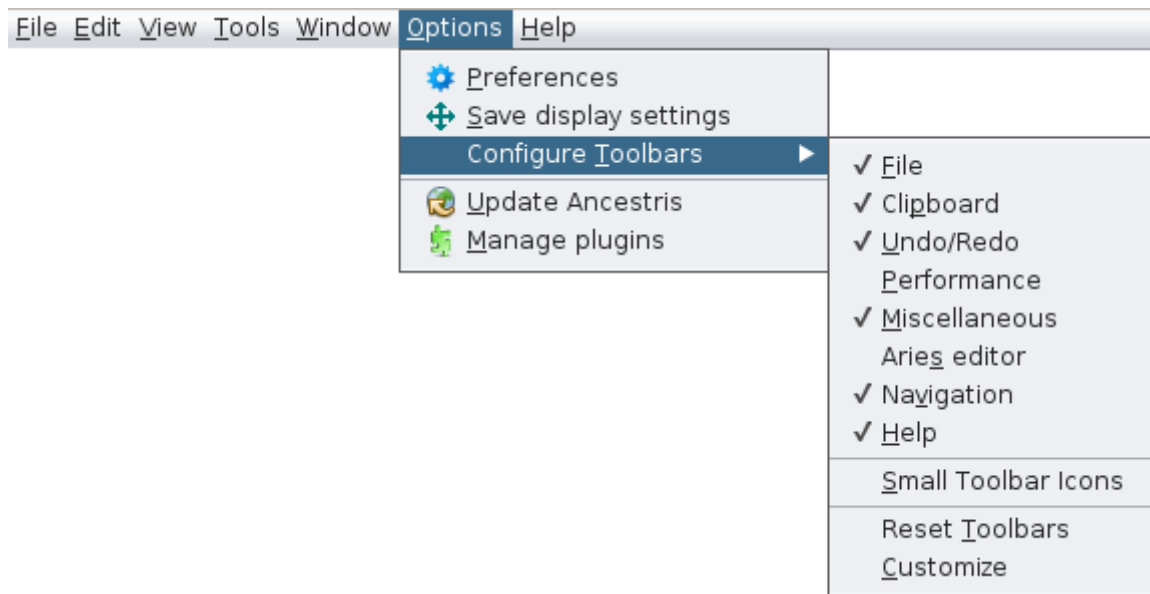 File Edit View Tools Window Options Help
Preferences
Save display settings
Configure Toolbars
Update Ancestris
Manage plugins
File
Clipboard
Undo/Redo
Performance
Miscellaneous
Aries editor
Navigation
Help
Small Toolbar Icons
Reset Toolbars
Customize